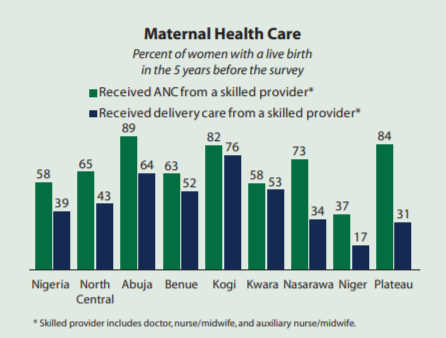 Maternal Health Care
Percent of women with a live birth
in the 5 years before the survey
Received ANC from a skilled provider*
Received delivery care from a skilled provider*
58 39 65 43 89 64 63 52 82 76 58 53 73 34 37 17 84 31
Nigeria North Central Abuja Benue Kogi Kwara Nasarawa Niger Plateau
* Skilled provider includes doctor, nurse/midwife, and auxiliary nurse/midwife.